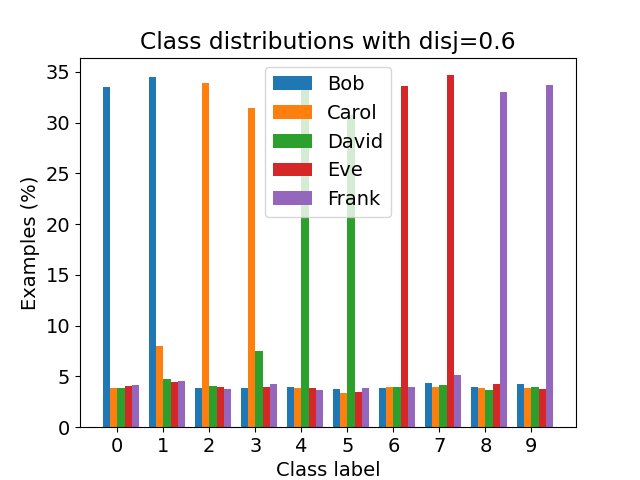 Class distributions with disj=0.6
Examples (%)
35
30
25
20
15
10
5
0
Bob
Carol
David
Eve
Frank
0 1 2 3 4 5 6 7 8 9
Class label